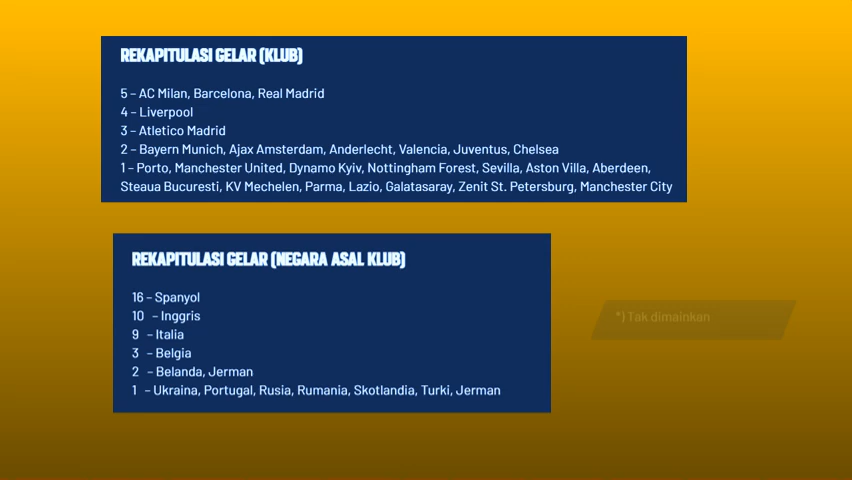 REKAPITULASI GELAR (KLUB)
5 – AC Milan, Barcelona, Real Madrid
4 – Liverpool
3 – Atletico Madrid
2 – Bayern Munich, Ajax Amsterdam, Anderlecht, Valencia, Juventus, Chelsea
1 – Porto, Manchester United, Dynamo Kyiv, Nottingham Forest, Sevilla, Aston Villa, Aberdeen,
Steaua Bucuresti, KV Mechelen, Parma, Lazio, Galatasaray, Zenit St. Petersburg, Manchester City
REKAPITULASI GELAR (NEGARA ASAL KLUB)
16 – Spanyol
10 – Inggris
9 – Italia
3 – Belgia
2 – Belanda, Jerman
1 – Ukraina, Portugal, Rusia, Rumania, Skotlandia, Turki, Jerman
*) Tak dimainkan